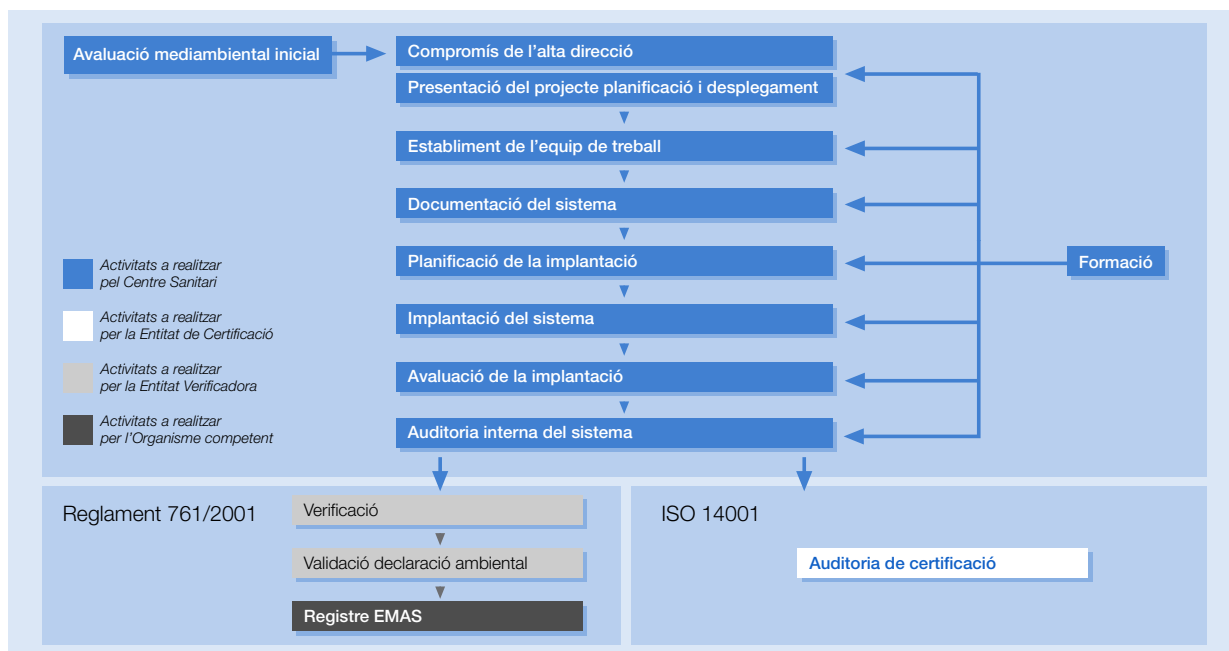 Avaluació mediambiental inicial
Compromís de l'alta direcció
Presentació del projecte planificació i desplegament
Establiment de l'equip de treball
Documentació del sistema
Planificació de la implantació
Implantació del sistema
Avaluació de la implantació
Auditoria interna del sistema
Formació
Activitats a realitzar
pel Centre Sanitari
Activitats a realitzar
per la Entitat de Certificació
Activitats a realitzar
per la Entitat Verificadora
Activitats a realitzar
per l'Organisme competent
Reglament 761/2001
Verificació
Validació declaració ambiental
Registre EMAS
ISO 14001
Auditoria de certificació